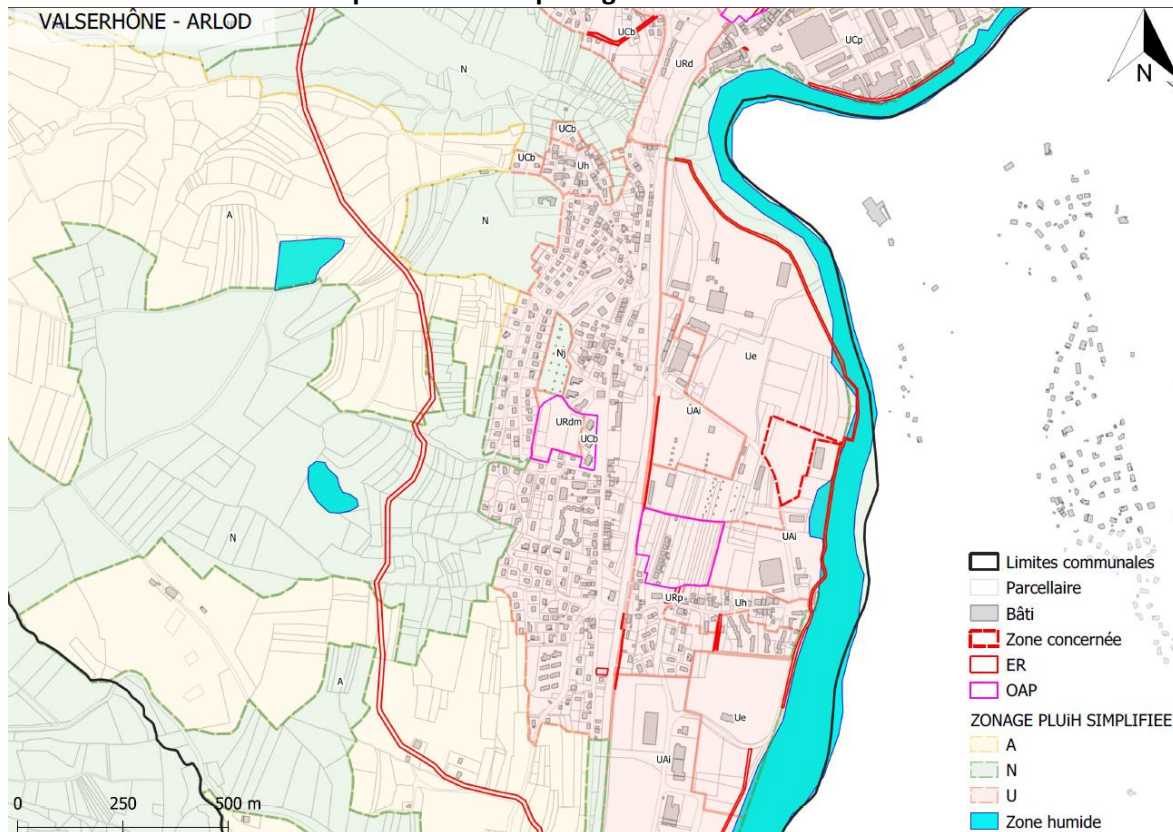 VALSERHÔNE - ARLOD
UCb
UCp
URd
N
N
UCb
UCb
Uh
A
N
Nj
Ue
UAi
URdm
UCb
N
UAi
URp
Uh
A
Ue
UAi
Limites communales
Parcellaire
Bâti
Zone concernée
ER
OAP
ZONAGE PLUiH SIMPLIFIEE
A
N
U
Zone humide
0 250 500 m